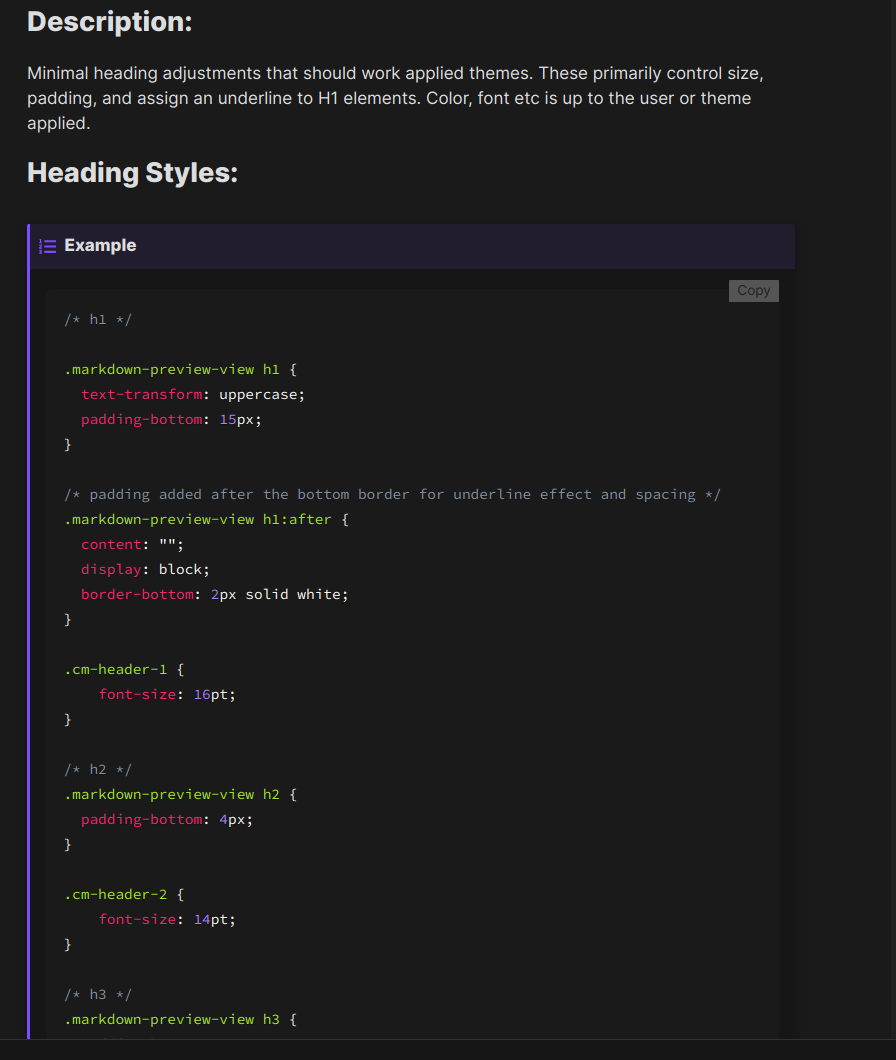 Description:
Minimal heading adjustments that should work applied themes. These primarily control size,
padding, and assign an underline to H1 elements. Color, font etc is up to the user or theme
applied.
Heading Styles:
Example
Copy
/* h1 */
.markdown-preview-view h1 {
  text-transform: uppercase;
  padding-bottom: 15px;
}
/* padding added after the bottom border for underline effect and spacing */
.markdown-preview-view h1:after {
  content: "";
  display: block;
  border-bottom: 2px solid white;
}
.cm-header-1 {
    font-size: 16pt;
}
/* h2 */
.markdown-preview-view h2 {
  padding-bottom: 4px;
}
.cm-header-2 {
    font-size: 14pt;
}
/* h3 */
.markdown-preview-view h3 {